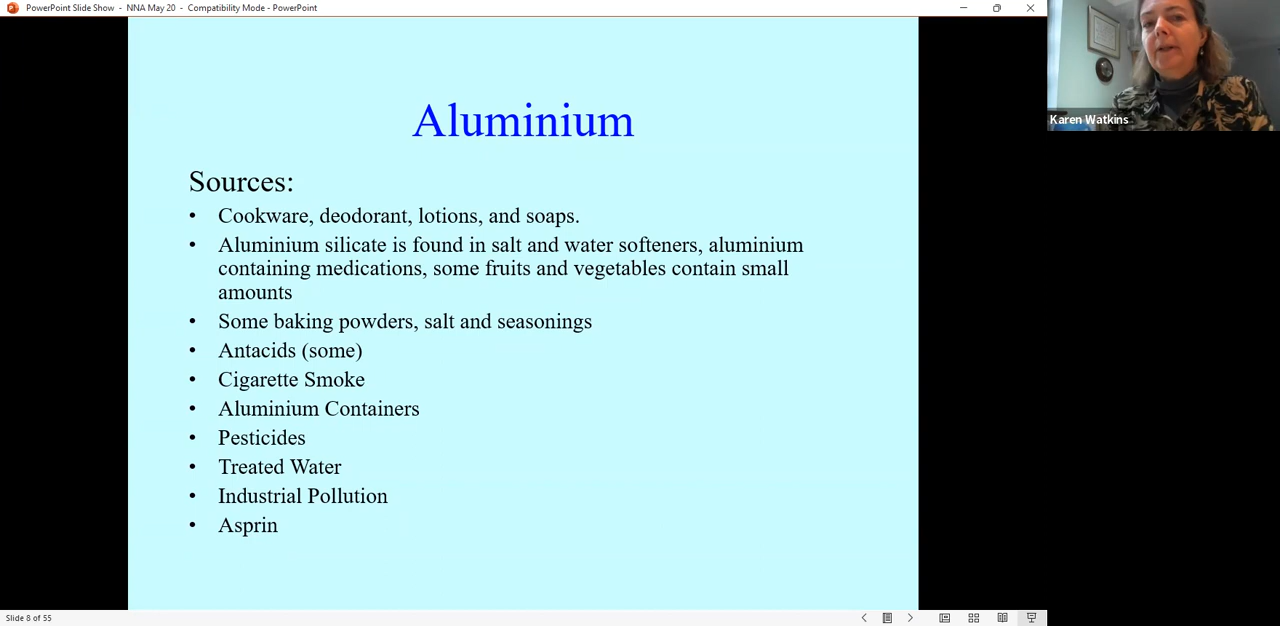 PowerPoint Slide Show - NNA May 20 - Compatibility Mode - PowerPoint
Karen Watkins
Aluminium
Sources:
• Cookware, deodorant, lotions, and soaps.
• Aluminium silicate is found in salt and water softeners, aluminium
containing medications, some fruits and vegetables contain small
amounts
• Some baking powders, salt and seasonings
• Antacids (some)
• Cigarette Smoke
• Aluminium Containers
• Pesticides
• Treated Water
• Industrial Pollution
• Asprin
Slide 8 of 55